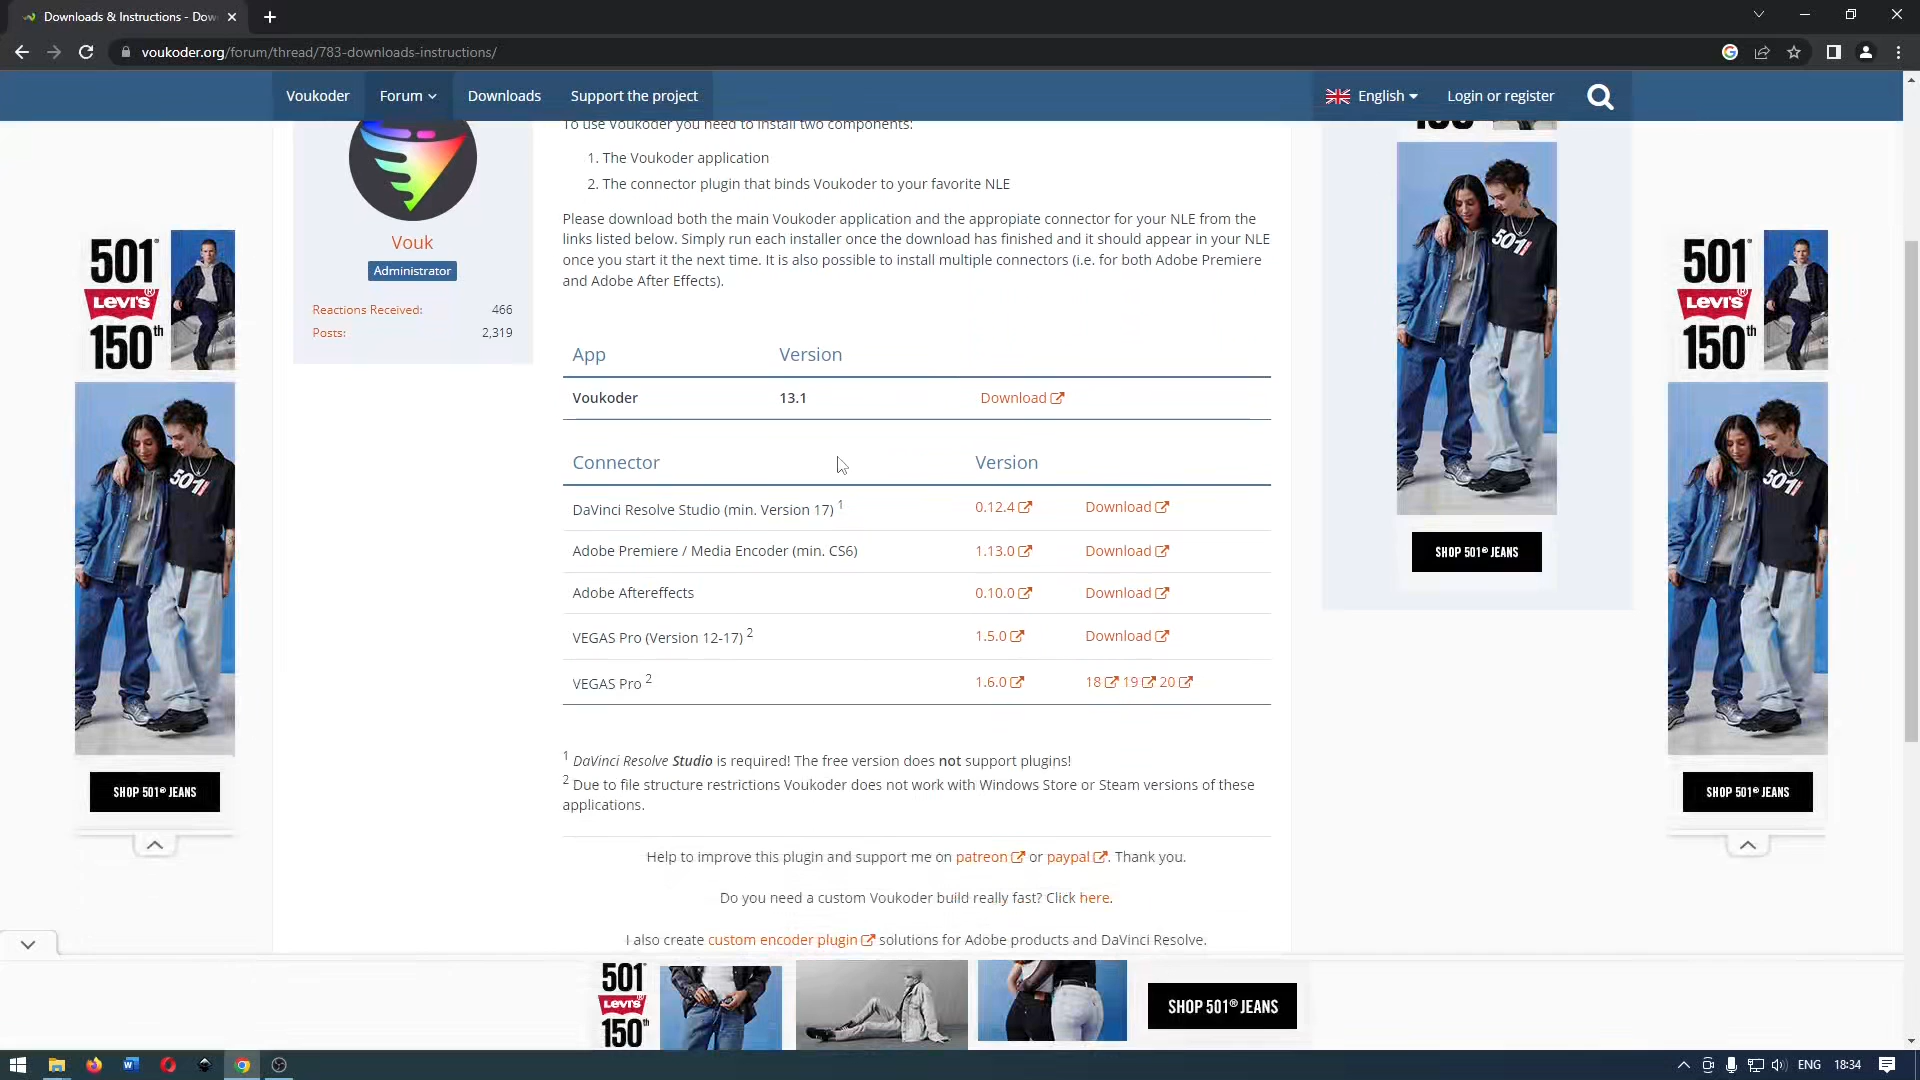 Downloads & Instructions - Dow
voukoder.org/forum/thread/783-downloads-instructions/
Voukoder
Forum
Downloads
Support the project
English
Login or register
To use Voukoder you need to install two components:
1. The Voukoder application
2. The connector plugin that binds Voukoder to your favorite NLE
Please download both the main Voukoder application and the appropiate connector for your NLE from the
links listed below. Simply run each installer once the download has finished and it should appear in your NLE
once you start it the next time. It is also possible to install multiple connectors (i.e. for both Adobe Premiere
and Adobe After Effects).
Vouk
Administrator
Reactions Received: 466
Posts: 2,319
App Version
Voukoder 13.1 Download
Connector Version
DaVinci Resolve Studio (min. Version 17) 1 0.12.4 Download
Adobe Premiere / Media Encoder (min. CS6) 1.13.0 Download
Adobe Aftereffects 0.10.0 Download
VEGAS Pro (Version 12-17) 2 1.5.0 Download
VEGAS Pro 2 1.6.0 18 19 20
1 DaVinci Resolve Studio is required! The free version does not support plugins!
2 Due to file structure restrictions Voukoder does not work with Windows Store or Steam versions of these
applications.
Help to improve this plugin and support me on patreon or paypal. Thank you.
Do you need a custom Voukoder build really fast? Click here.
I also create custom encoder plugin solutions for Adobe products and DaVinci Resolve.
501®
Levi's®
150th
SHOP 501® JEANS
501
SHOP 501® JEANS
501®
Levi's®
150th
501
SHOP 501® JEANS
501
Levi's
150th
SHOP 501® JEANS
ENG
18:34